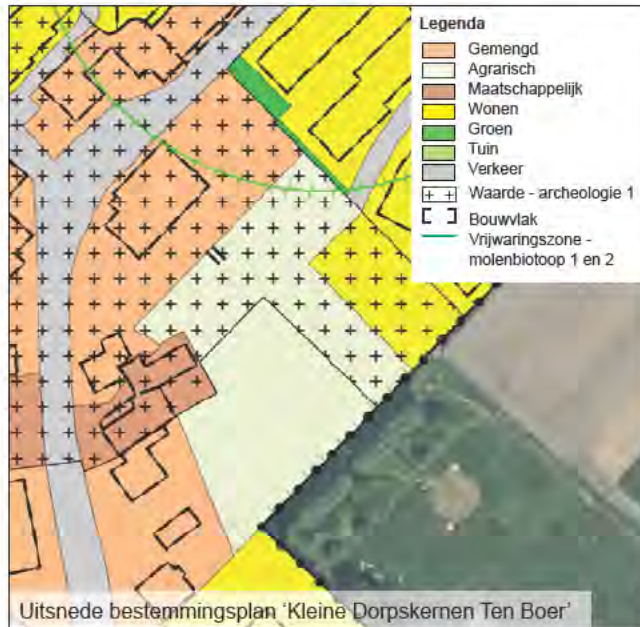 Legenda
Gemengd
Agrarisch
Maatschappelijk
Wonen
Groen
Tuin
Verkeer
Waarde - archeologie 1
Bouwvlak
Vrijwaringszone -
molenbiotoop 1 en 2
Uitsnede bestemmingsplan 'Kleine Dorpskernen Ten Boer'